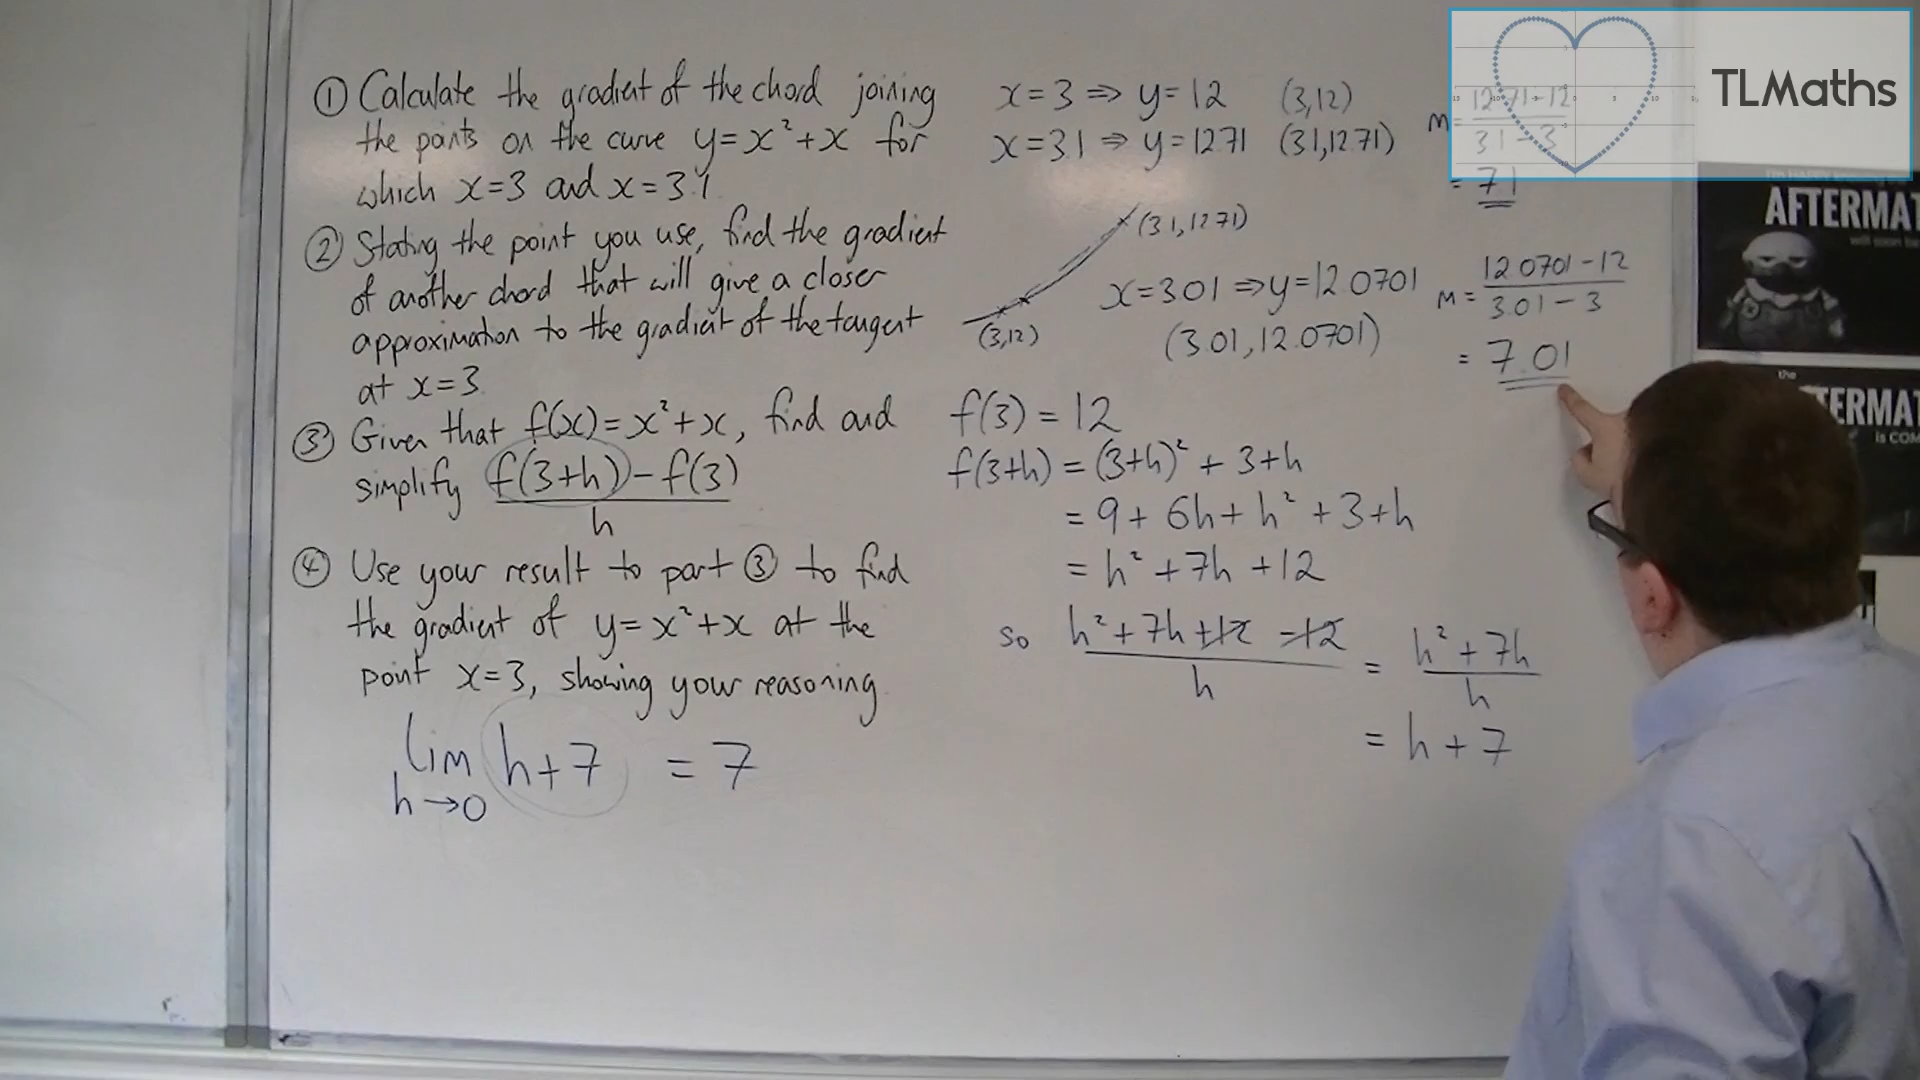 ① Calculate the gradient of the chord joining
the points on the curve y=x²+x for
which x=3 and x=3.1
② Stating the point you use, find the gradient
of another chord that will give a closer
approximation to the gradient of the tangent
at x=3.
③ Given that f(x)=x²+x, find and
simplify f(3+h)-f(3)
h
④ Use your result to part ③ to find
the gradient of y=x²+x at the
point x=3, showing your reasoning.
lim h+7 = 7
h→0
x=3 ⇒ y=12 (3,12)
x=3.1 ⇒ y=12.71 (3.1,12.71)
m= 12.71-12
3.1-3
= 7.1
(3.1,12.71)
(3,12)
x=3.01 ⇒ y=12.0701
(3.01,12.0701)
m= 12.0701-12
3.01-3
= 7.01
f(3)=12
f(3+h) = (3+h)² + 3+h
= 9+6h+h²+3+h
= h²+7h+12
so h²+7h+12-12 = h²+7h
h h
= h+7
TLMaths
AFTERMA
the
TERMA
is COM